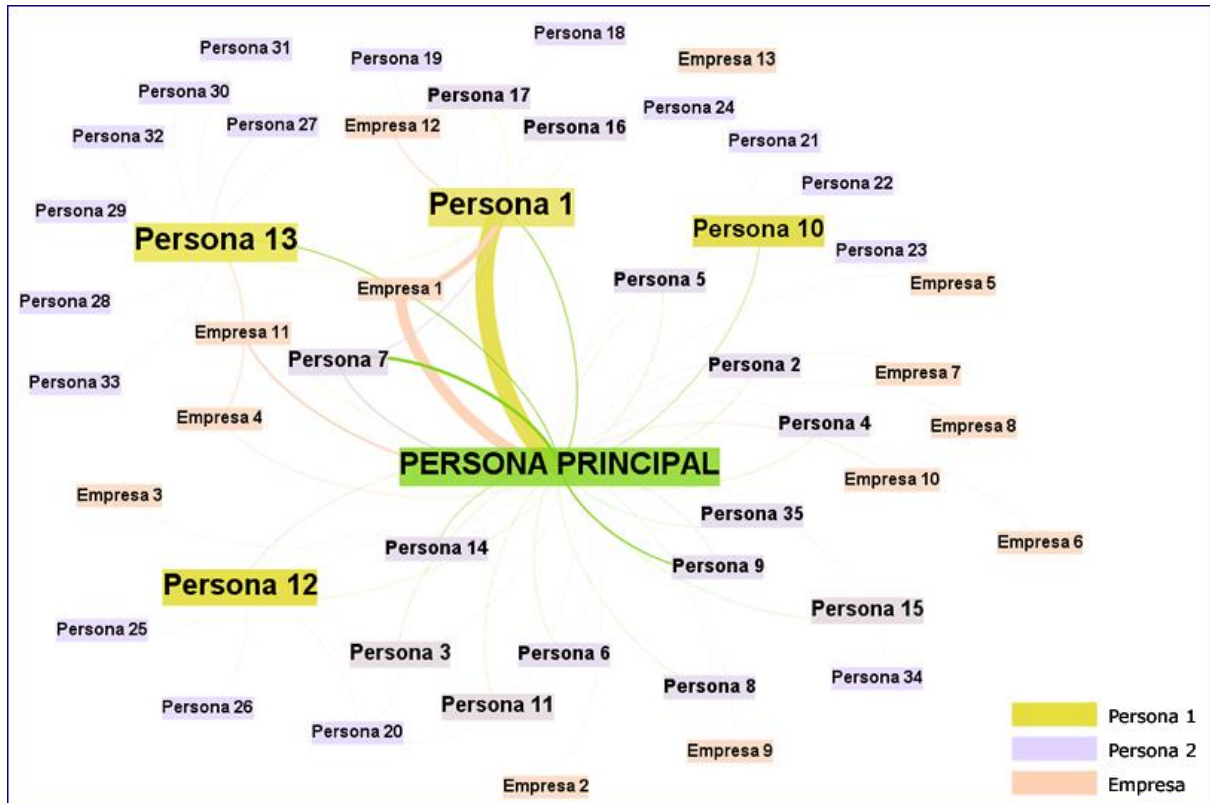 Persona 18
Persona 31
Persona 19
Empresa 13
Persona 30
Persona 17
Persona 24
Persona 27
Empresa 12
Persona 16
Persona 32
Persona 21
Persona 22
Persona 1
Persona 29
Persona 10
Persona 13
Persona 23
Persona 5
Empresa 5
Empresa 1
Persona 28
Empresa 11
Persona 7
Persona 2
Empresa 7
Persona 33
Empresa 4
Persona 4
Empresa 8
PERSONA PRINCIPAL
Empresa 10
Empresa 3
Persona 35
Empresa 6
Persona 14
Persona 9
Persona 12
Persona 15
Persona 25
Persona 3
Persona 6
Persona 34
Persona 8
Persona 26
Persona 11
Persona 20
Empresa 9
Empresa 2
Persona 1
Persona 2
Empresa